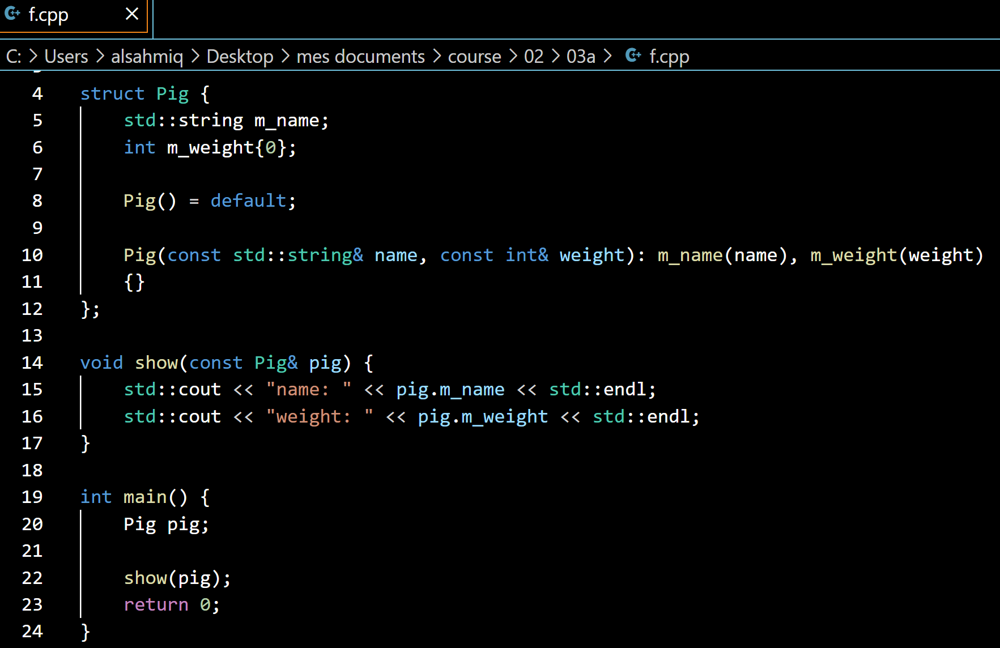 f.cpp
C: > Users > alsahmiq > Desktop > mes documents > course > 02 > 03a > f.cpp
4 struct Pig {
5     std::string m_name;
6     int m_weight{0};
7
8     Pig() = default;
9
10     Pig(const std::string& name, const int& weight): m_name(name), m_weight(weight)
11     {}
12 };
13
14 void show(const Pig& pig) {
15     std::cout << "name: " << pig.m_name << std::endl;
16     std::cout << "weight: " << pig.m_weight << std::endl;
17 }
18
19 int main() {
20     Pig pig;
21
22     show(pig);
23     return 0;
24 }